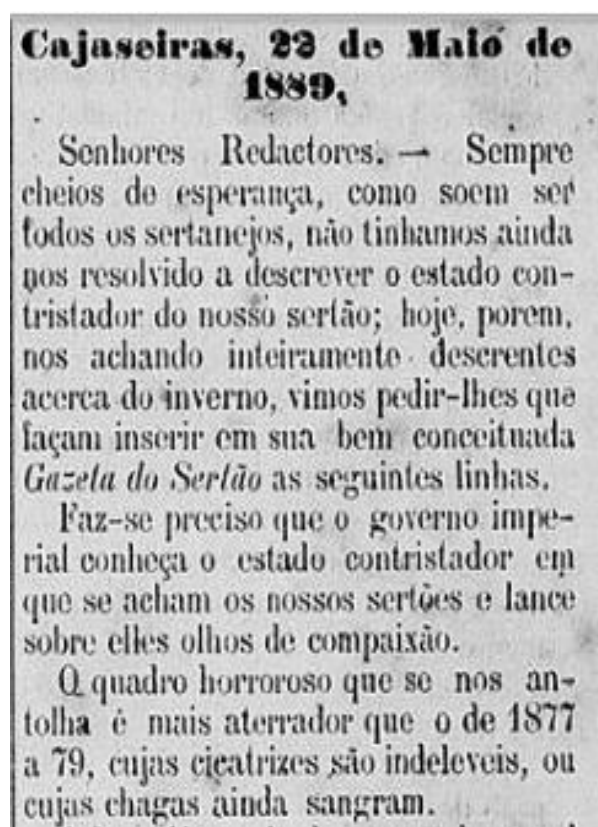 Cajaseiras, 22 de Maio de
1889,
Senhores Redactores. — Sempre
cheios de esperança, como soem ser
todos os sertanejos, não tinhamos ainda
nos resolvido a descrever o estado con-
tristador do nosso sertão; hoje, porem,
nos achando inteiramente descrentes
acerca do inverno, vimos pedir-lhes que
façam inserir em sua bem conceituada
Gazeta do Sertão as seguintes linhas.
Faz-se preciso que o governo impe-
rial conheça o estado contristador em
que se acham os nossos sertões e lance
sobre elles olhos de compaixão.
O quadro horroroso que se nos an-
tolha é mais aterrador que o de 1877
a 79, cujas cicatrizes são indeleveis, ou
cujas chagas ainda sangram.